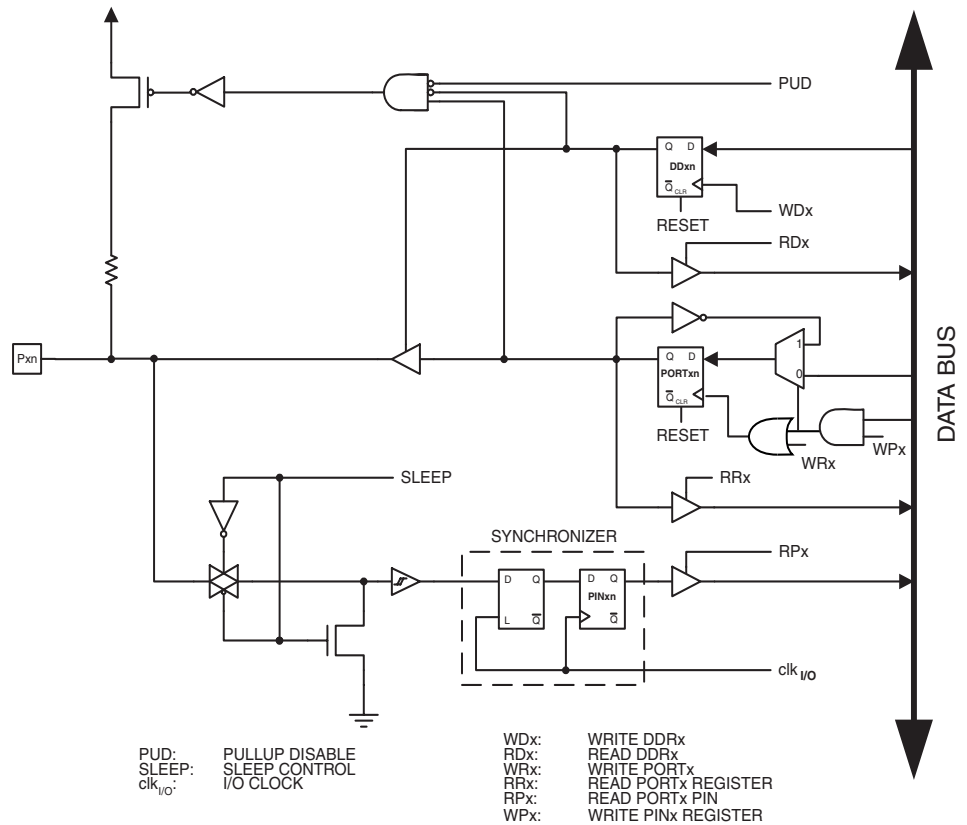 PUD
Q D
DDxn
Q CLR
WDx
RESET
RDx
1
Pxn
Q D
PORTxn
0
Q CLR
RESET
WRx
WPx
DATA BUS
SLEEP
RRx
SYNCHRONIZER
RPx
D Q
D Q
PINxn
L Q
Q
clk I/O
PUD: PULLUP DISABLE
SLEEP: SLEEP CONTROL
clkI/O: I/O CLOCK
WDx: WRITE DDRx
RDx: READ DDRx
WRx: WRITE PORTx
RRx: READ PORTx REGISTER
RPx: READ PORTx PIN
WPx: WRITE PINx REGISTER